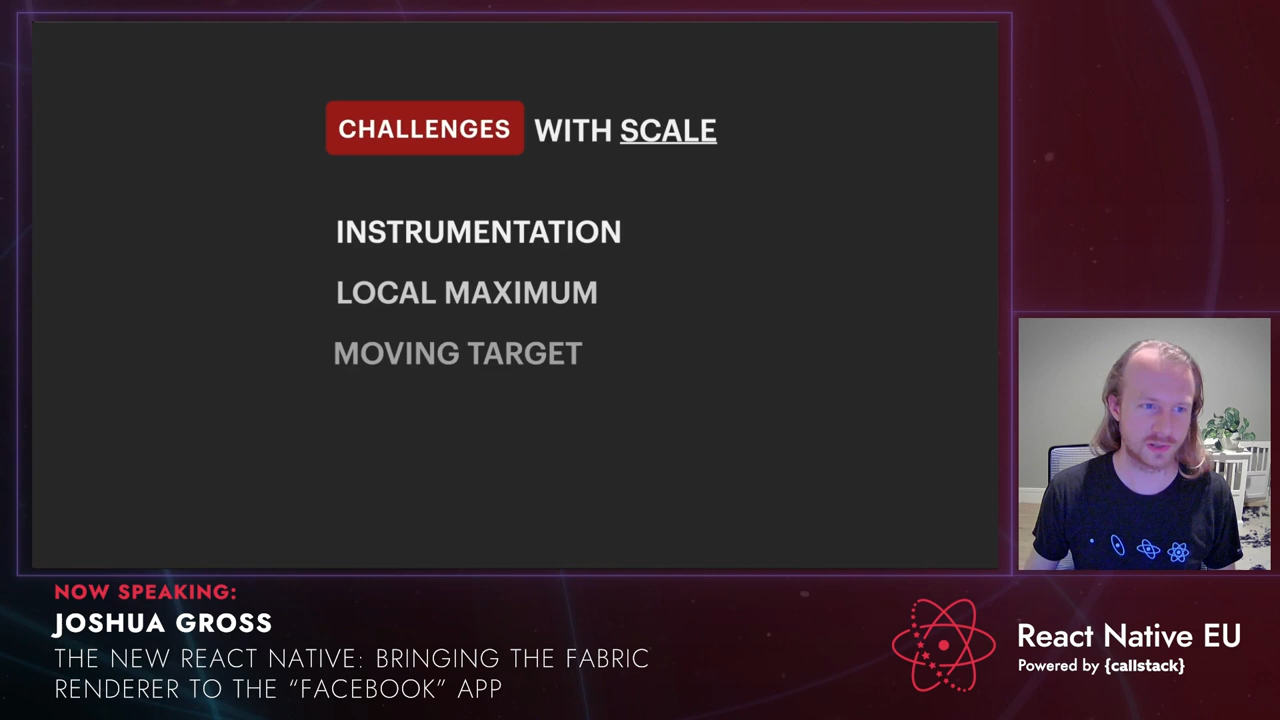 CHALLENGES WITH SCALE
INSTRUMENTATION
LOCAL MAXIMUM
MOVING TARGET
NOW SPEAKING:
JOSHUA GROSS
THE NEW REACT NATIVE: BRINGING THE FABRIC
RENDERER TO THE “FACEBOOK” APP
React Native EU
Powered by {callstack}